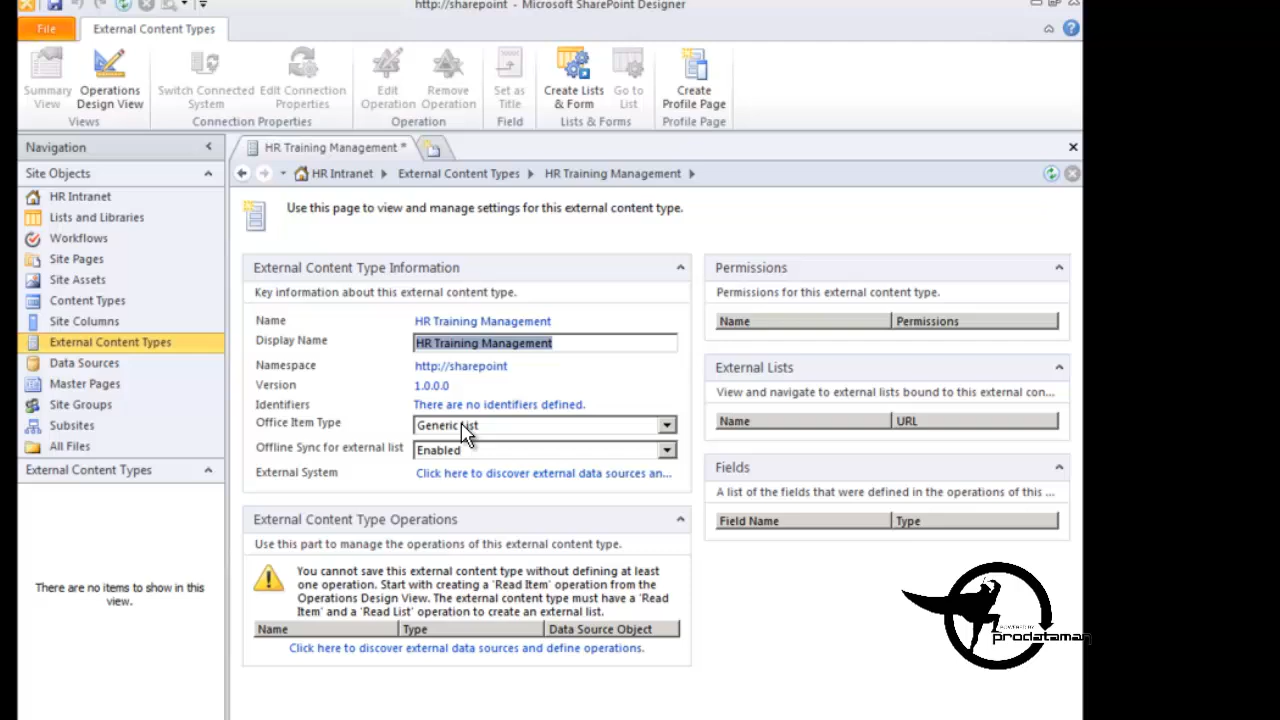 http://sharepoint - Microsoft SharePoint Designer
File
External Content Types
Summary
View
Operations
Design View
Switch Connected
System
Edit Connection
Properties
Edit
Operation
Remove
Operation
Set as
Title
Create Lists
& Form
Go to
List
Create
Profile Page
Views
Connection Properties
Operation
Field
Lists & Forms
Profile Page
Navigation
HR Training Management *
Site Objects
HR Intranet
External Content Types
HR Training Management
HR Intranet
Lists and Libraries
Workflows
Site Pages
Site Assets
Content Types
Site Columns
External Content Types
Data Sources
Master Pages
Site Groups
Subsites
All Files
External Content Types
There are no items to show in this
view.
Use this page to view and manage settings for this external content type.
External Content Type Information
Key information about this external content type.
Name
HR Training Management
Display Name
HR Training Management
Namespace
http://sharepoint
Version
1.0.0.0
Identifiers
There are no identifiers defined.
Office Item Type
Generic List
Offline Sync for external list
Enabled
External System
Click here to discover external data sources an...
External Content Type Operations
Use this part to manage the operations of this external content type.
You cannot save this external content type without defining at least
one operation. Start with creating a 'Read Item' operation from the
Operations Design View. The external content type must have a 'Read
Item' and a 'Read List' operation to create an external list.
Name
Type
Data Source Object
Click here to discover external data sources and define operations.
Permissions
Permissions for this external content type.
Name
Permissions
External Lists
View and navigate to external lists bound to this external con...
Name
URL
Fields
A list of the fields that were defined in the operations of this ...
Field Name
Type
POWERED BY
prodataman